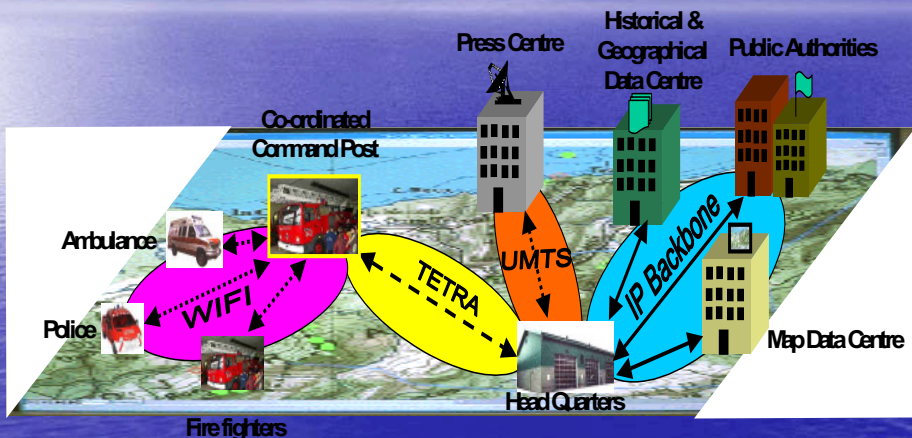 Press Centre
Historical &
Geographical
Data Centre
Public Authorities
Co-ordinated
Command Post
Ambulance
WIFI
TETRA
UMTS
IP Backbone
Police
Map Data Centre
Head Quarters
Fire fighters